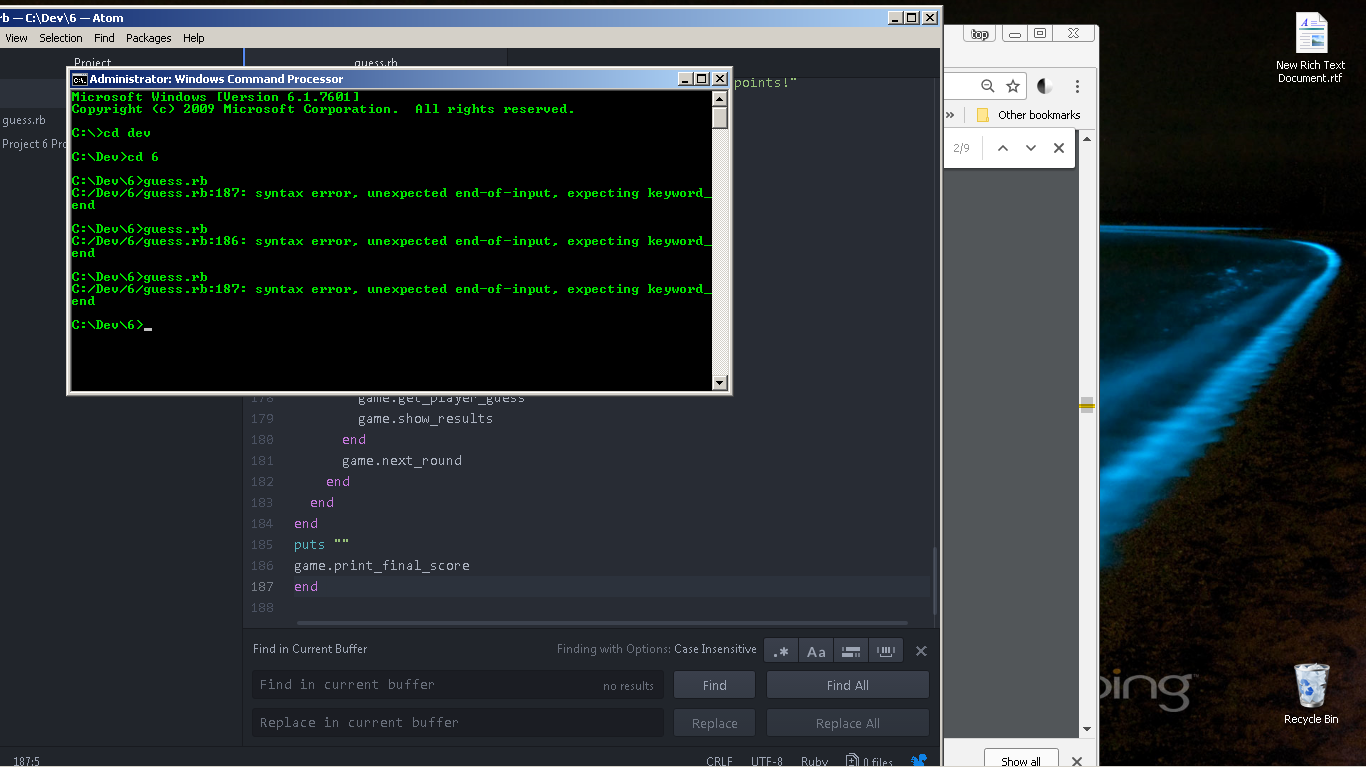 rb — C:\Dev\6 — Atom
View Selection Find Packages Help
Project
guess.rb
guess.rb
Project 6 Pro
points!"
Administrator: Windows Command Processor
Microsoft Windows [Version 6.1.7601]
Copyright (c) 2009 Microsoft Corporation. All rights reserved.
C:\>cd dev
C:\Dev>cd 6
C:\Dev\6>guess.rb
C:/Dev/6/guess.rb:187: syntax error, unexpected end-of-input, expecting keyword_
end
C:\Dev\6>guess.rb
C:/Dev/6/guess.rb:186: syntax error, unexpected end-of-input, expecting keyword_
end
C:\Dev\6>guess.rb
C:/Dev/6/guess.rb:187: syntax error, unexpected end-of-input, expecting keyword_
end
C:\Dev\6>
178 game.get_player_guess
179 game.show_results
180 end
181 game.next_round
182 end
183 end
184 end
185 puts ""
186 game.print_final_score
187 end
188
Find in Current Buffer
Finding with Options: Case Insensitive
.* Aa
Find in current buffer
no results
Find
Find All
Replace in current buffer
Replace
Replace All
187:5
CRLF UTF-8 Ruby 0 files
top
» Other bookmarks
2/9
Show all
New Rich Text
Document.rtf
bing
Recycle Bin